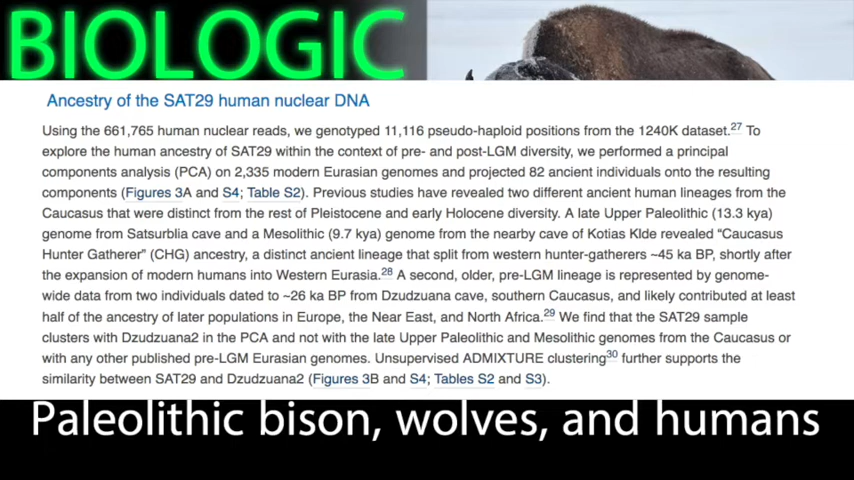 BIOLOGIC
Ancestry of the SAT29 human nuclear DNA
Using the 661,765 human nuclear reads, we genotyped 11,116 pseudo-haploid positions from the 1240K dataset.27 To
explore the human ancestry of SAT29 within the context of pre- and post-LGM diversity, we performed a principal
components analysis (PCA) on 2,335 modern Eurasian genomes and projected 82 ancient individuals onto the resulting
components (Figures 3A and S4; Table S2). Previous studies have revealed two different ancient human lineages from the
Caucasus that were distinct from the rest of Pleistocene and early Holocene diversity. A late Upper Paleolithic (13.3 kya)
genome from Satsurblia cave and a Mesolithic (9.7 kya) genome from the nearby cave of Kotias Klde revealed “Caucasus
Hunter Gatherer” (CHG) ancestry, a distinct ancient lineage that split from western hunter-gatherers ~45 ka BP, shortly after
the expansion of modern humans into Western Eurasia.28 A second, older, pre-LGM lineage is represented by genome-
wide data from two individuals dated to ~26 ka BP from Dzudzuana cave, southern Caucasus, and likely contributed at least
half of the ancestry of later populations in Europe, the Near East, and North Africa.29 We find that the SAT29 sample
clusters with Dzudzuana2 in the PCA and not with the late Upper Paleolithic and Mesolithic genomes from the Caucasus or
with any other published pre-LGM Eurasian genomes. Unsupervised ADMIXTURE clustering30 further supports the
similarity between SAT29 and Dzudzuana2 (Figures 3B and S4; Tables S2 and S3).
Paleolithic bison, wolves, and humans